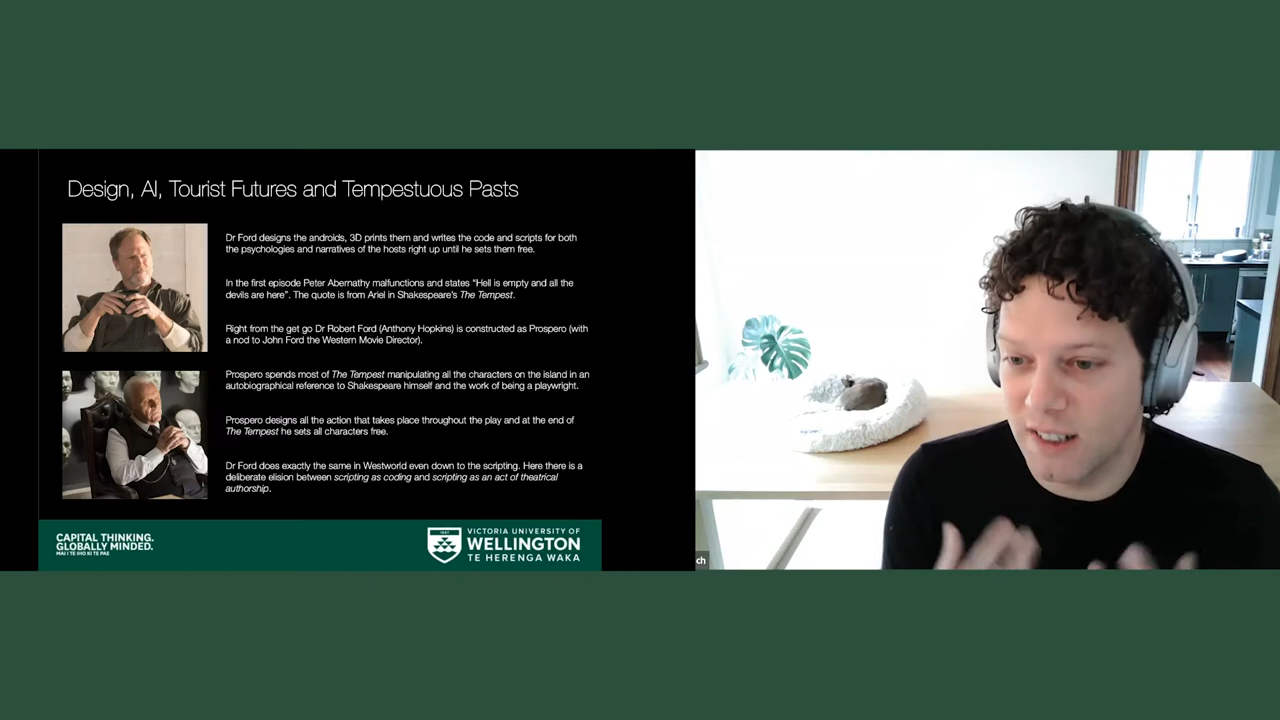 Design, AI, Tourist Futures and Tempestuous Pasts
Dr Ford designs the androids, 3D prints them and writes the code and scripts for both
the psychologies and narratives of the hosts right up until he sets them free.
In the first episode Peter Abernathy malfunctions and states “Hell is empty and all the
devils are here”. The quote is from Ariel in Shakespeare’s The Tempest.
Right from the get go Dr Robert Ford (Anthony Hopkins) is constructed as Prospero (with
a nod to John Ford the Western Movie Director).
Prospero spends most of The Tempest manipulating all the characters on the island in an
autobiographical reference to Shakespeare himself and the work of being a playwright.
Prospero designs all the action that takes place throughout the play and at the end of
The Tempest he sets all characters free.
Dr Ford does exactly the same in Westworld even down to the scripting. Here there is a
deliberate elision between scripting as coding and scripting as an act of theatrical
authorship.
CAPITAL THINKING.
GLOBALLY MINDED.
MAI I TE IHO KI TE PAE
1897
VICTORIA UNIVERSITY OF
WELLINGTON
TE HERENGA WAKA
ch